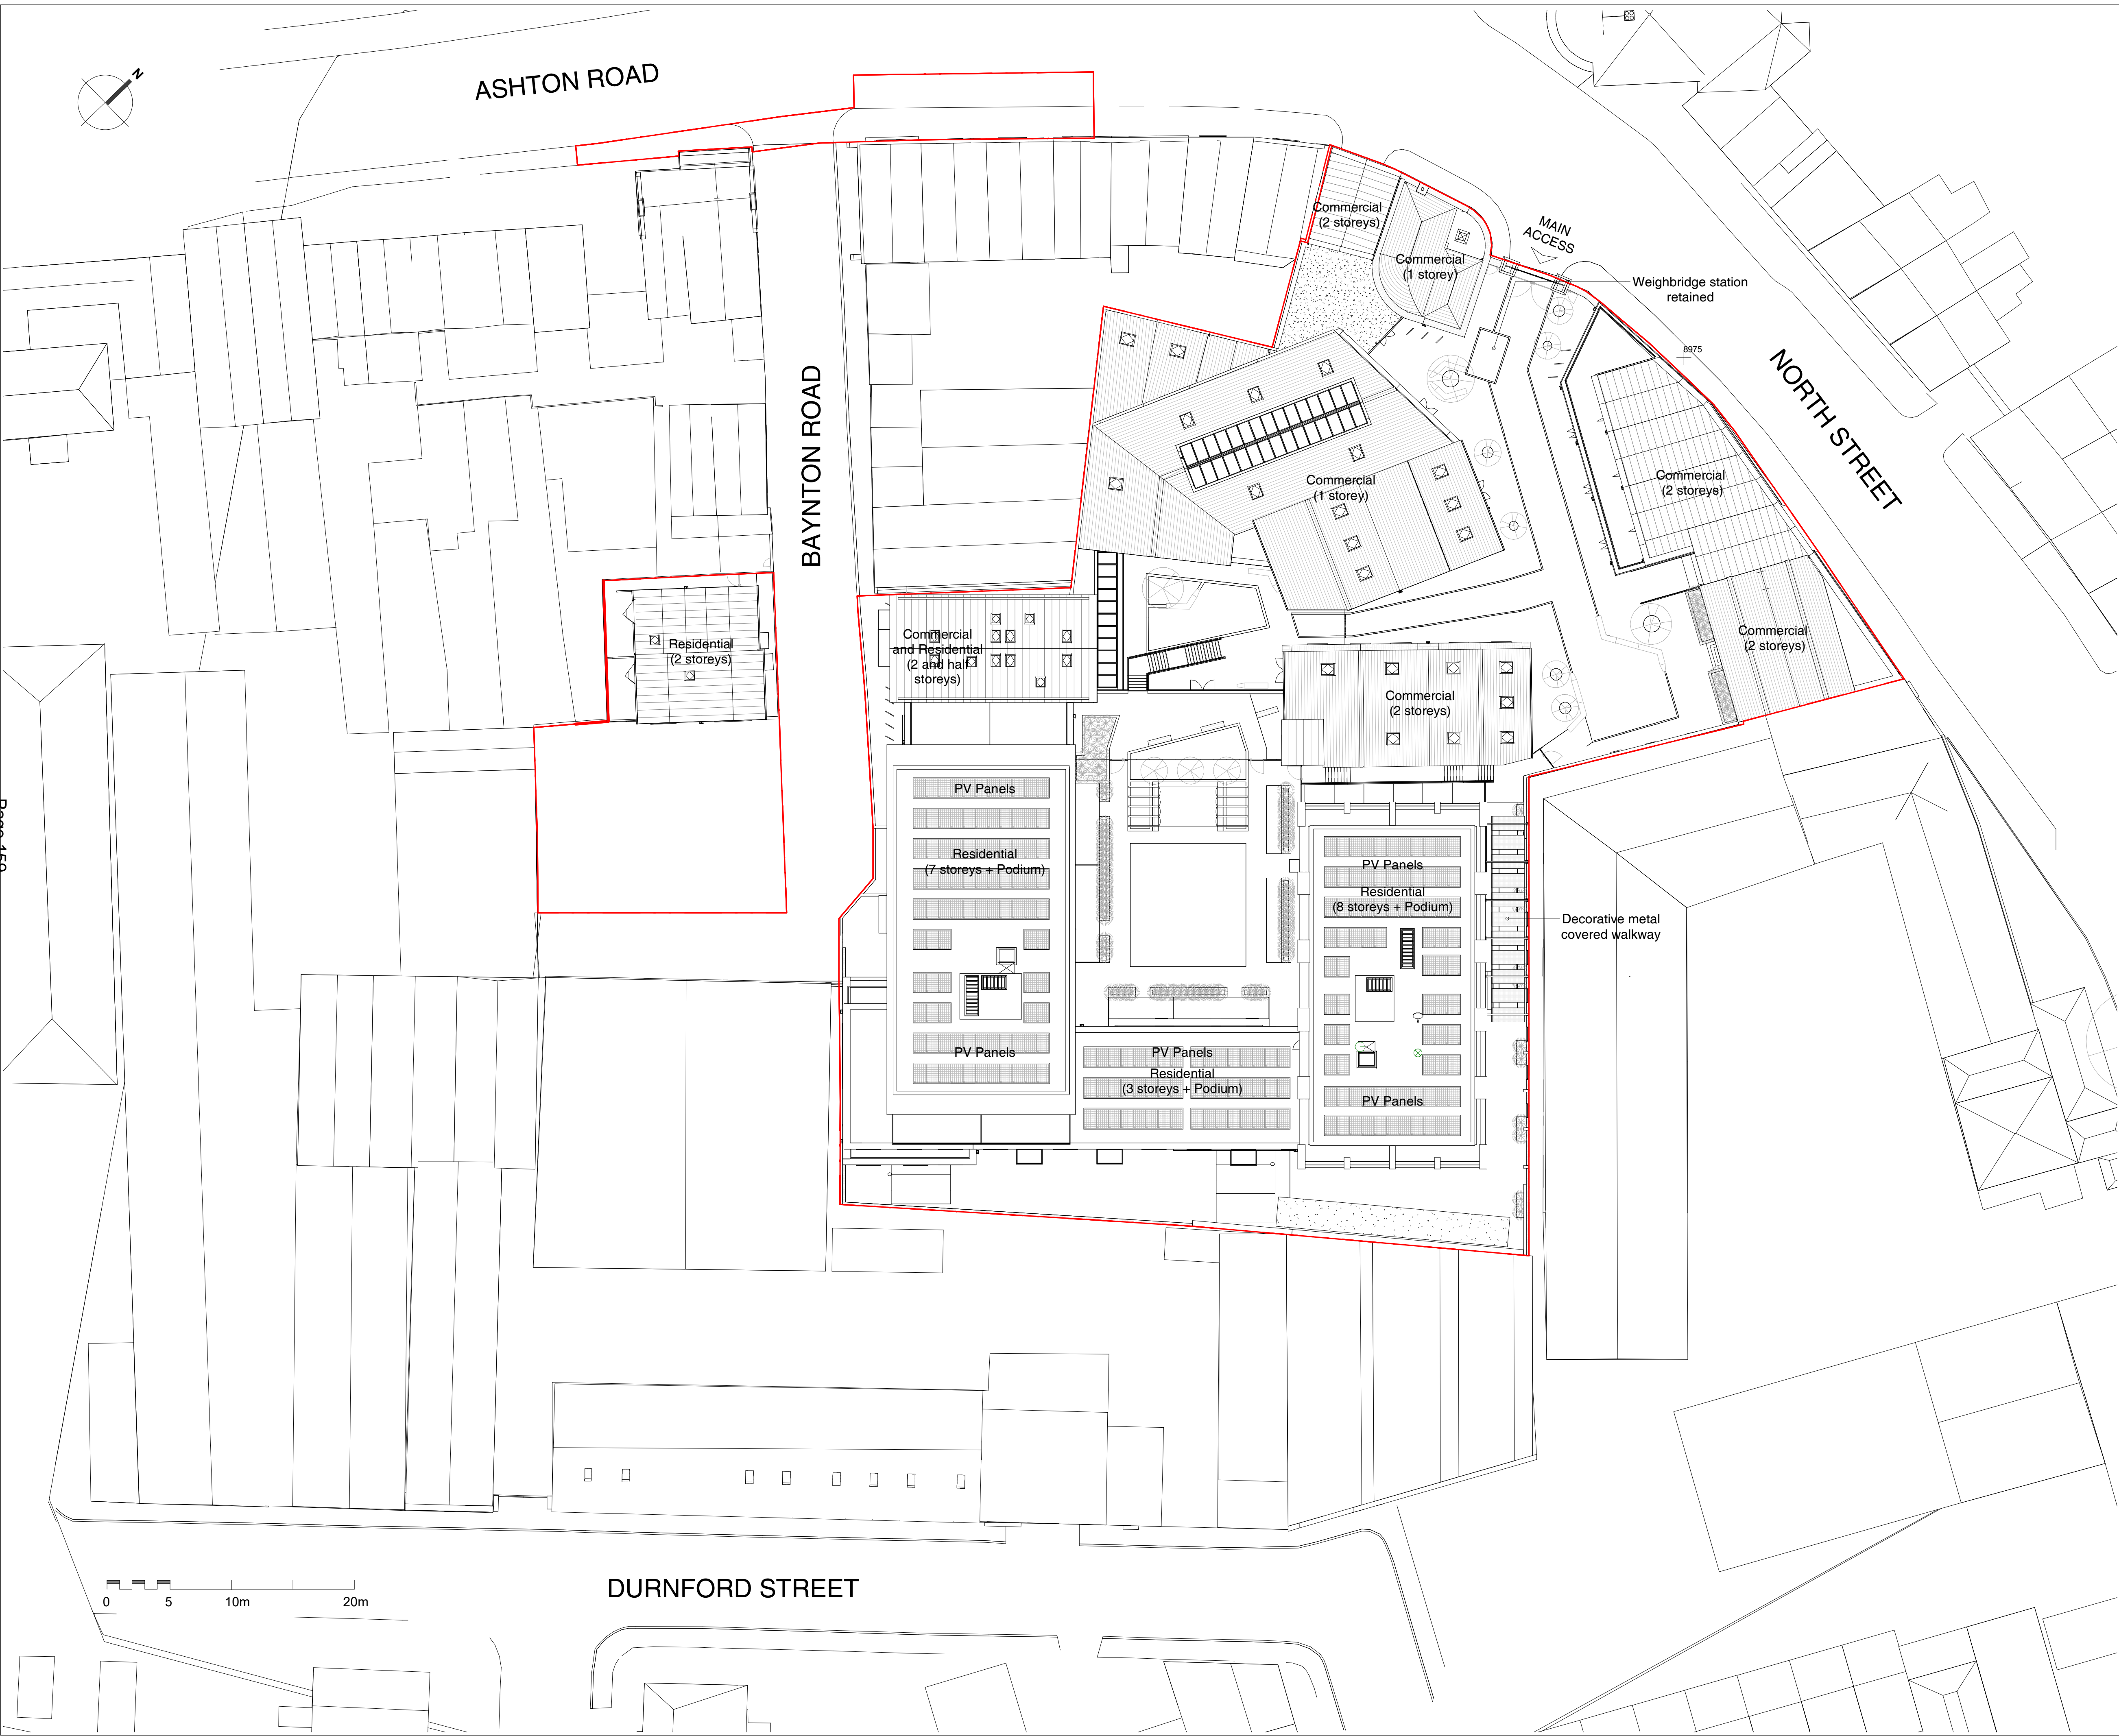 N
ASHTON ROAD
Commercial
(2 storeys)
MAIN
ACCESS
Commercial
(1 storey)
Weighbridge station
retained
8975
NORTH STREET
BAYNTON ROAD
Commercial
(1 storey)
Commercial
(2 storeys)
Residential
(2 storeys)
Commercial
and Residential
(2 and half
storeys)
Commercial
(2 storeys)
Commercial
(2 storeys)
PV Panels
Residential
(7 storeys + Podium)
PV Panels
Residential
(8 storeys + Podium)
Decorative metal
covered walkway
PV Panels
PV Panels
Residential
(3 storeys + Podium)
PV Panels
DURNFORD STREET
0 5 10m 20m